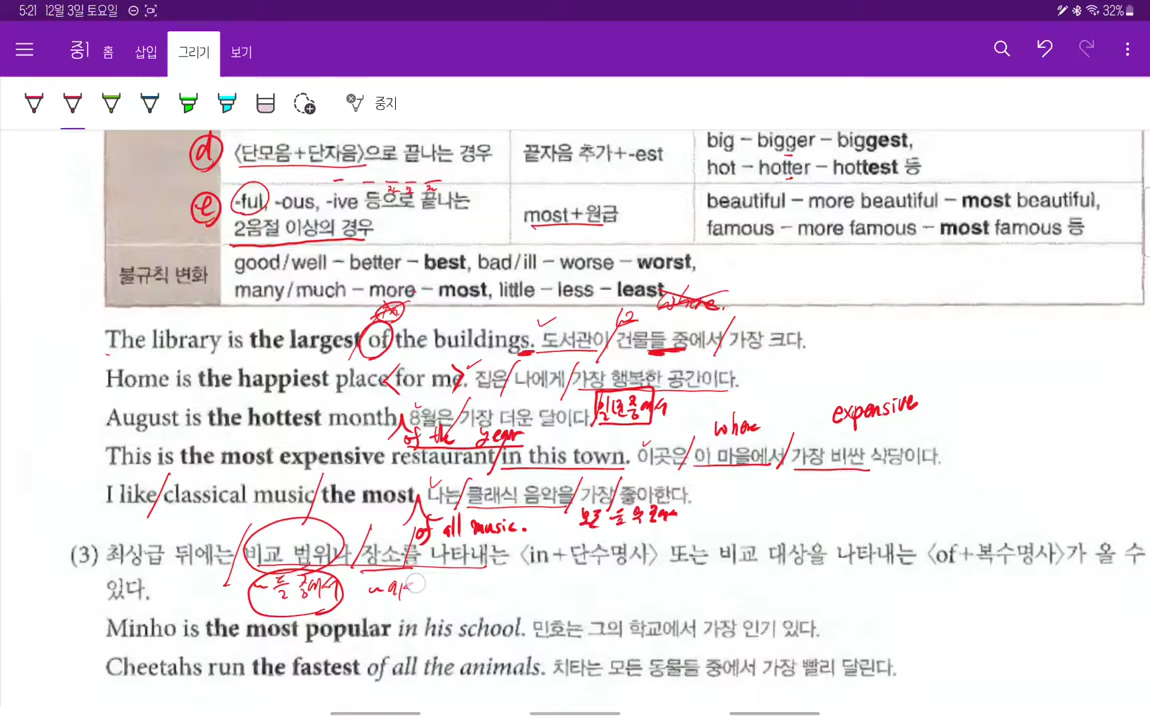 5:21 12월 3일 토요일 32%
중1 홈 삽입 그리기 보기
중지
d 〈단모음+단자음〉으로 끝나는 경우 끝자음 추가+-est big – bigger – biggest,
hot – hotter – hottest 등
e -ful, -ous, -ive 등으로 끝나는 most+원급 beautiful – more beautiful – most beautiful,
2음절 이상의 경우 famous – more famous – most famous 등
불규칙 변화 good/well – better – best, bad/ill – worse – worst,
many/much – more – most, little – less – least
where.
The library is the largest of the buildings. 도서관이 건물들 중에서 가장 크다.
Home is the happiest place <for me>. 집은 나에게 가장 행복한 공간이다.
August is the hottest month 8월은 가장 더운 달이다. 일년중에서 where expensive
of the year
This is the most expensive restaurant in this town. 이곳은 이 마을에서 가장 비싼 식당이다.
I like classical music the most 나는 클래식 음악을 가장 좋아한다.
of all music.
(3) 최상급 뒤에는 비교 범위나 장소를 나타내는 〈in+단수명사〉 또는 비교 대상을 나타내는 〈of+복수명사〉가 올 수
있다. ~들 중에서
Minho is the most popular in his school. 민호는 그의 학교에서 가장 인기 있다.
Cheetahs run the fastest of all the animals. 치타는 모든 동물들 중에서 가장 빨리 달린다.